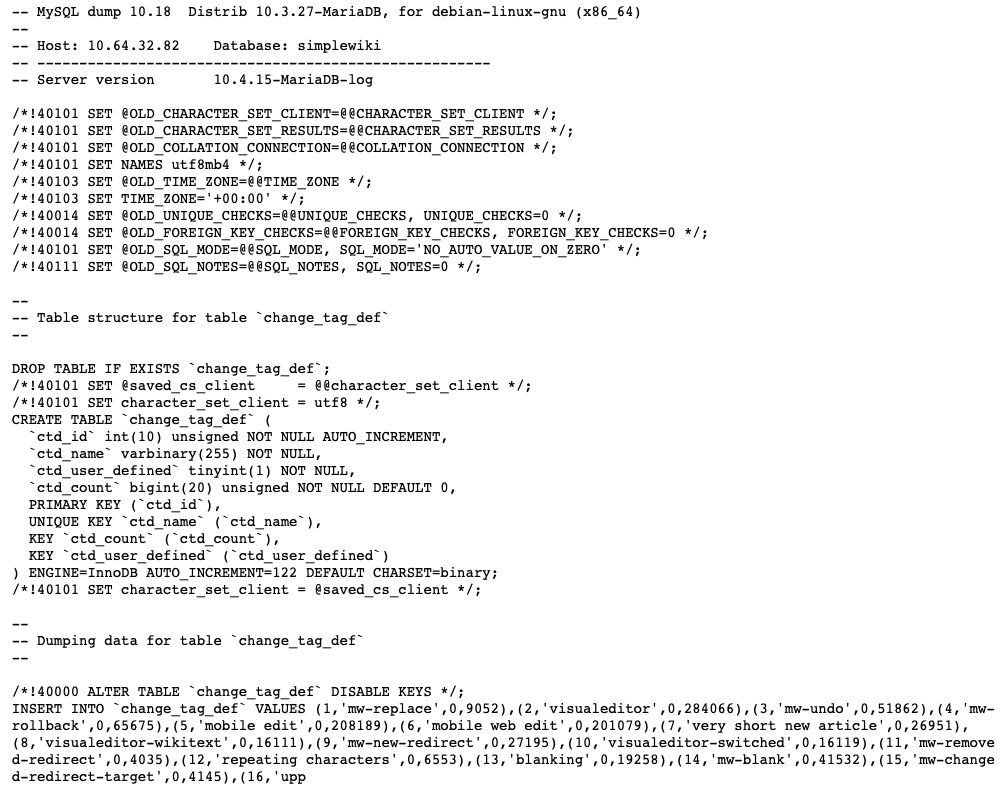 -- MySQL dump 10.18  Distrib 10.3.27-MariaDB, for debian-linux-gnu (x86_64)
--
-- Host: 10.64.32.82    Database: simplewiki
-- ------------------------------------------------------
-- Server version       10.4.15-MariaDB-log

/*!40101 SET @OLD_CHARACTER_SET_CLIENT=@@CHARACTER_SET_CLIENT */;
/*!40101 SET @OLD_CHARACTER_SET_RESULTS=@@CHARACTER_SET_RESULTS */;
/*!40101 SET @OLD_COLLATION_CONNECTION=@@COLLATION_CONNECTION */;
/*!40101 SET NAMES utf8mb4 */;
/*!40103 SET @OLD_TIME_ZONE=@@TIME_ZONE */;
/*!40103 SET TIME_ZONE='+00:00' */;
/*!40014 SET @OLD_UNIQUE_CHECKS=@@UNIQUE_CHECKS, UNIQUE_CHECKS=0 */;
/*!40014 SET @OLD_FOREIGN_KEY_CHECKS=@@FOREIGN_KEY_CHECKS, FOREIGN_KEY_CHECKS=0 */;
/*!40101 SET @OLD_SQL_MODE=@@SQL_MODE, SQL_MODE='NO_AUTO_VALUE_ON_ZERO' */;
/*!40111 SET @OLD_SQL_NOTES=@@SQL_NOTES, SQL_NOTES=0 */;

--
-- Table structure for table `change_tag_def`
--

DROP TABLE IF EXISTS `change_tag_def`;
/*!40101 SET @saved_cs_client     = @@character_set_client */;
/*!40101 SET character_set_client = utf8 */;
CREATE TABLE `change_tag_def` (
  `ctd_id` int(10) unsigned NOT NULL AUTO_INCREMENT,
  `ctd_name` varbinary(255) NOT NULL,
  `ctd_user_defined` tinyint(1) NOT NULL,
  `ctd_count` bigint(20) unsigned NOT NULL DEFAULT 0,
  PRIMARY KEY (`ctd_id`),
  UNIQUE KEY `ctd_name` (`ctd_name`),
  KEY `ctd_count` (`ctd_count`),
  KEY `ctd_user_defined` (`ctd_user_defined`)
) ENGINE=InnoDB AUTO_INCREMENT=122 DEFAULT CHARSET=binary;
/*!40101 SET character_set_client = @saved_cs_client */;

--
-- Dumping data for table `change_tag_def`
--

/*!40000 ALTER TABLE `change_tag_def` DISABLE KEYS */;
INSERT INTO `change_tag_def` VALUES (1,'mw-replace',0,9052),(2,'visualeditor',0,284066),(3,'mw-undo',0,51862),(4,'mw-
rollback',0,65675),(5,'mobile edit',0,208189),(6,'mobile web edit',0,201079),(7,'very short new article',0,26951),
(8,'visualeditor-wikitext',0,16111),(9,'mw-new-redirect',0,27195),(10,'visualeditor-switched',0,16119),(11,'mw-remove
d-redirect',0,4035),(12,'repeating characters',0,6553),(13,'blanking',0,19258),(14,'mw-blank',0,41532),(15,'mw-change
d-redirect-target',0,4145),(16,'upp